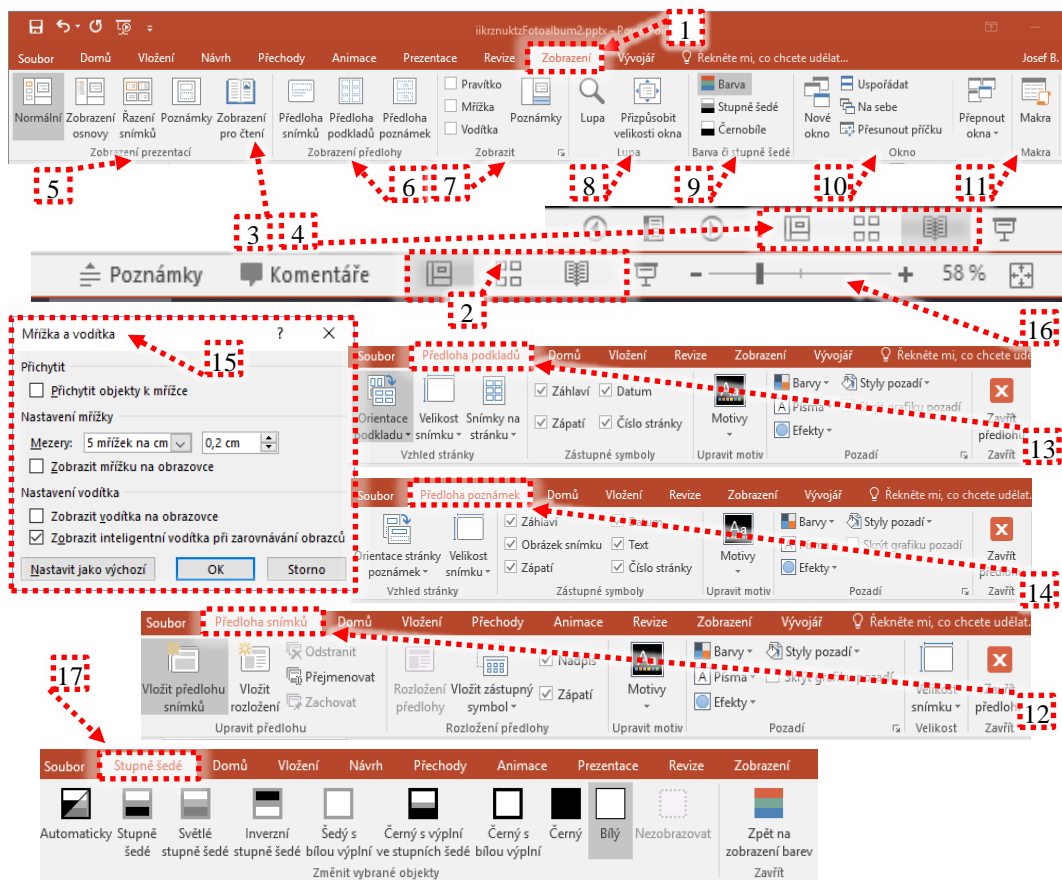 iikrznuktzFotoalbum2.pptx
1
Soubor Domů Vložení Návrh Přechody Animace Prezentace Revize Zobrazení Vývojář Řekněte mi, co chcete udělat... Josef B.
Normální Zobrazení osnovy Řazení snímků Poznámky Zobrazení pro čtení
Předloha snímků Předloha podkladů Předloha poznámek
Pravítko
Mřížka
Vodítka
Poznámky
Lupa Přizpůsobit velikosti okna
Barva
Stupně šedé
Černobíle
Nové okno
Uspořádat
Na sebe
Přesunout příčku
Přepnout okna
Makra
Zobrazení prezentací Zobrazení předlohy Zobrazit Lupa Barva či stupně šedé Okno Makra
5 6 7 8 9 10 11
3 4
Poznámky Komentáře 58 %
2 16
Mřížka a vodítka ?
15
Přichytit
Přichytit objekty k mřížce
Nastavení mřížky
Mezery: 5 mřížek na cm 0,2 cm
Zobrazit mřížku na obrazovce
Nastavení vodítka
Zobrazit vodítka na obrazovce
Zobrazit inteligentní vodítka při zarovnávání obrazců
Nastavit jako výchozí OK Storno
Soubor Předloha podkladů Domů Vložení Revize Zobrazení Vývojář Řekněte mi, co chcete udě
Orientace podkladu Velikost snímku Snímky na stránku
Záhlaví Datum
Zápatí Číslo stránky
Motivy
Barvy Styly pozadí
Písma Skrýt grafiku pozadí
Efekty
Zavřít předlohu
13
Vzhled stránky Zástupné symboly Upravit motiv Pozadí Zavřít
Soubor Předloha poznámek Domů Vložení Revize Zobrazení Vývojář Řekněte mi, co chcete udělat.
Orientace stránky poznámek Velikost snímku
Záhlaví Datum
Obrázek snímku Text
Zápatí Číslo stránky
Motivy
Barvy Styly pozadí
Písma Skrýt grafiku pozadí
Efekty
Zavřít předlohu
14
Vzhled stránky Zástupné symboly Upravit motiv Pozadí Zavřít
Soubor Předloha snímků Domů Vložení Přechody Animace Revize Zobrazení Vývojář Řekněte mi, co chcete udělat.
17
Vložit předlohu snímků Vložit rozložení
Odstranit
Přejmenovat
Zachovat
Rozložení předlohy Vložit zástupný symbol
Nadpis
Zápatí
Motivy
Barvy Styly pozadí
Písma Skrýt grafiku pozadí
Efekty
Velikost snímku
Zavřít předlohu
12
Upravit předlohu Rozložení předlohy Upravit motiv Pozadí Velikost Zavřít
Soubor Stupně šedé Domů Vložení Návrh Přechody Animace Prezentace Revize Zobrazení
Automaticky Stupně šedé Světlé stupně šedé Inverzní stupně šedé Šedý s bílou výplní Černý s výplní ve stupních šedé Černý s bílou výplní Černý Bílý Nezobrazovat Zpět na zobrazení barev
Změnit vybrané objekty Zavřít